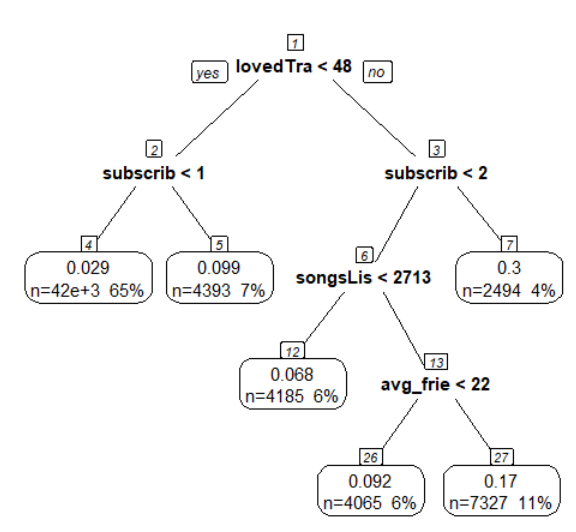 1
yes lovedTra < 48 no
2 3
subscrib < 1 subscrib < 2
4 5 6 7
0.029 0.099 songsLis < 2713 0.3
n=42e+3 65% n=4393 7% n=2494 4%
12 13
0.068 avg_frie < 22
n=4185 6%
26 27
0.092 0.17
n=4065 6% n=7327 11%